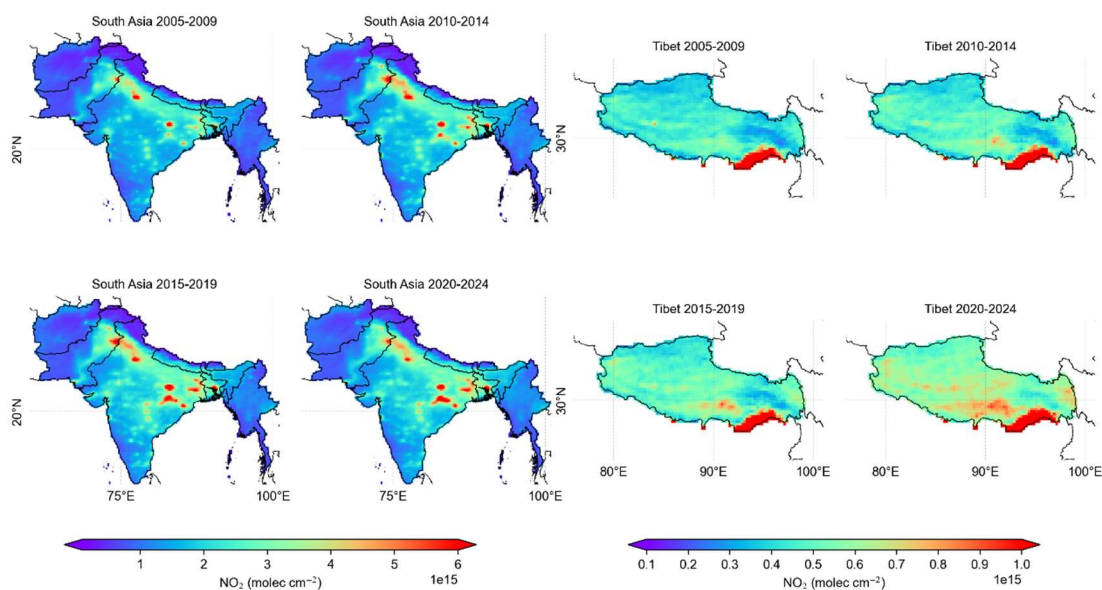 South Asia 2005-2009
South Asia 2010-2014
Tibet 2005-2009
Tibet 2010-2014
20°N
30°N
South Asia 2015-2019
South Asia 2020-2024
Tibet 2015-2019
Tibet 2020-2024
20°N
30°N
75°E 100°E 75°E 100°E
80°E 90°E 100°E 80°E 90°E 100°E
1 2 3 4 5 6
NO₂ (molec cm⁻²) 1e15
0.1 0.2 0.3 0.4 0.5 0.6 0.7 0.8 0.9 1.0
NO₂ (molec cm⁻²) 1e15